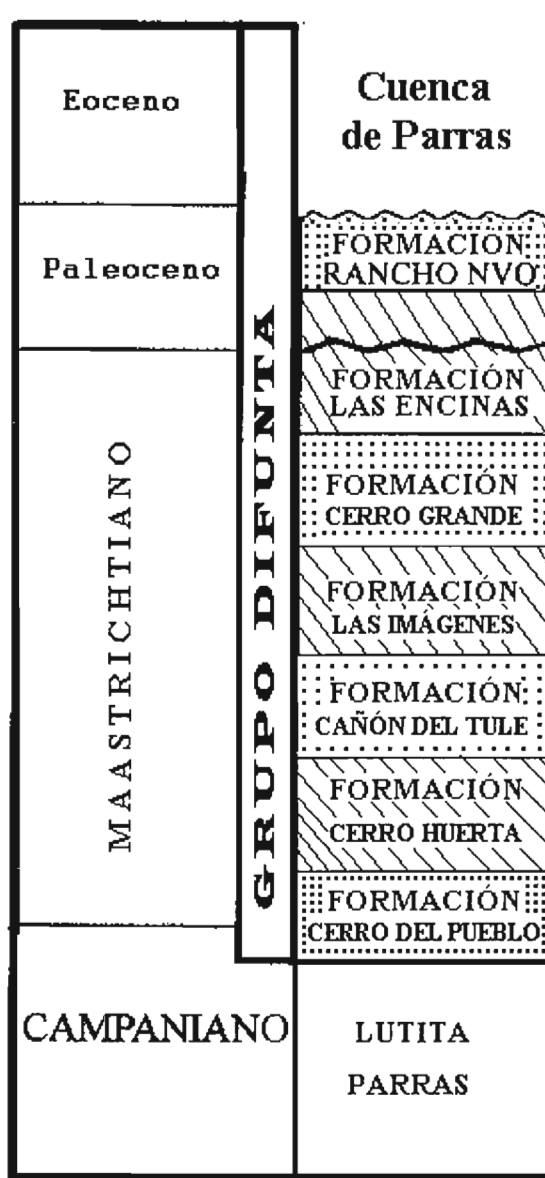 Eoceno
Paleoceno
MAASTRICHTIANO
CAMPANIANO
GRUPO DIFUNTA
Cuenca
de Parras
FORMACIÓN
RANCHO NVO
FORMACIÓN
LAS ENCINAS
FORMACIÓN
CERRO GRANDE
FORMACIÓN
LAS IMÁGENES
FORMACIÓN
CAÑÓN DEL TULE
FORMACIÓN
CERRO HUERTA
FORMACIÓN
CERRO DEL PUEBLO
LUTITA
PARRAS